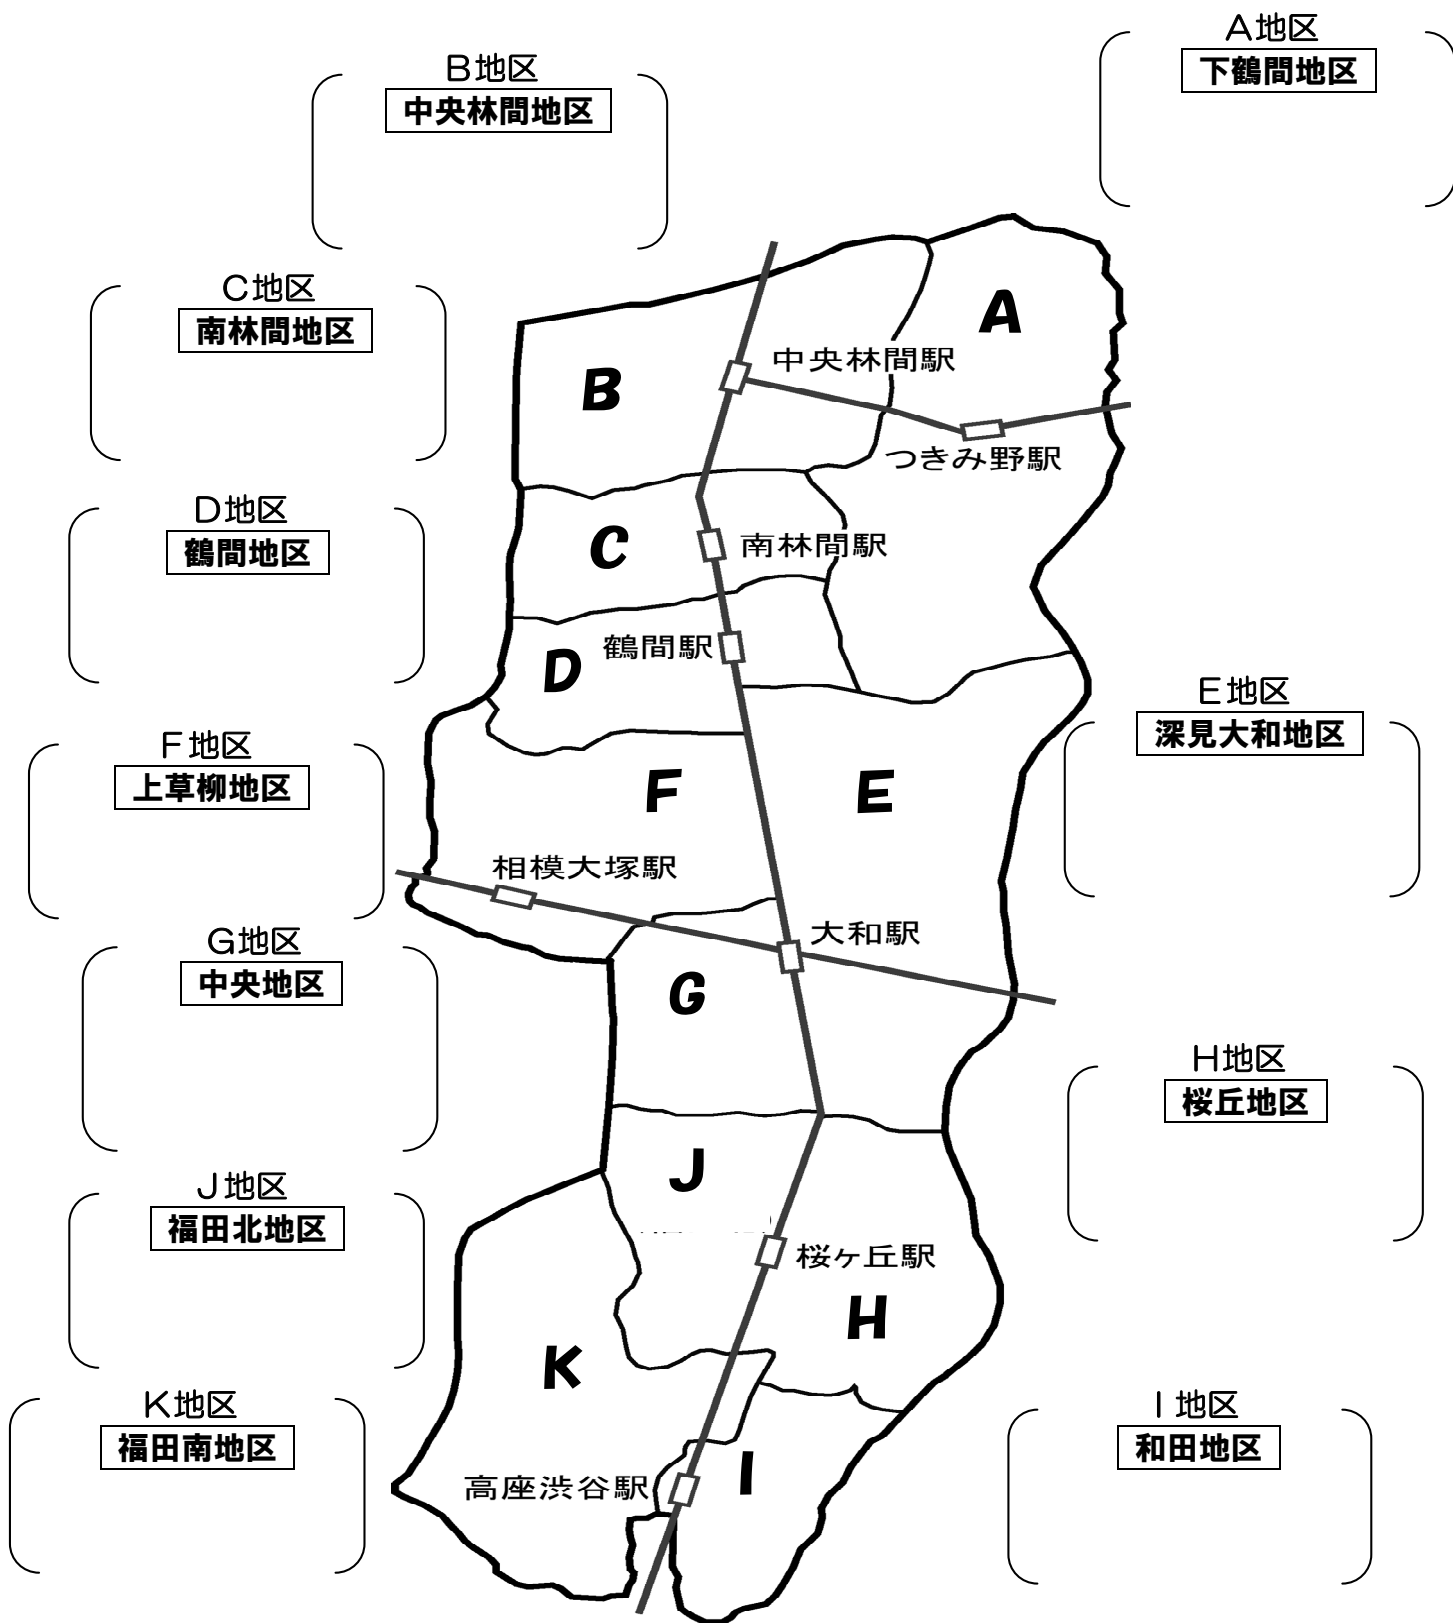 A地区
下鶴間地区
B地区
中央林間地区
C地区
南林間地区
D地区
鶴間地区
E地区
深見大和地区
F地区
上草柳地区
G地区
中央地区
H地区
桜丘地区
J地区
福田北地区
K地区
福田南地区
I地区
和田地区
A
中央林間駅
B
つきみ野駅
C
南林間駅
鶴間駅
D
F
E
相模大塚駅
大和駅
G
J
桜ヶ丘駅
H
K
I
高座渋谷駅